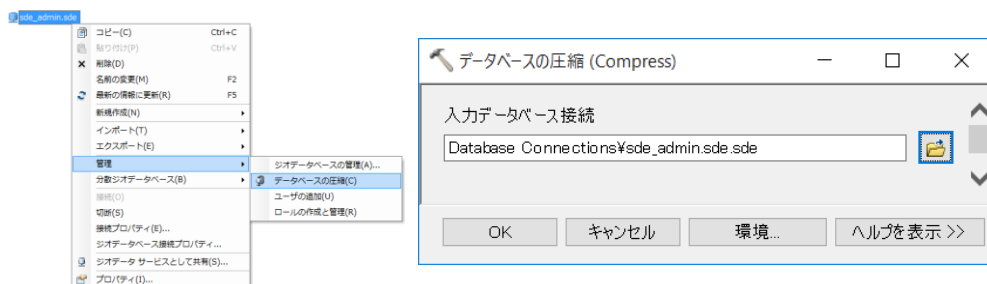 sde_admin.sde
コピー(C) Ctrl+C
貼り付け(P) Ctrl+V
削除(D)
名前の変更(M) F2
最新の情報に更新(R) F5
新規作成(N)
インポート(T)
エクスポート(E)
管理
分散ジオデータベース(B)
接続(O)
切断(S)
接続プロパティ(E)...
ジオデータベース接続プロパティ...
ジオデータ サービスとして共有(S)...
プロパティ(I)...
ジオデータベースの管理(A)...
データベースの圧縮(C)
ユーザの追加(U)
ロールの作成と管理(R)
データベースの圧縮 (Compress)
入力データベース接続
Database Connections¥sde_admin.sde.sde
OK
キャンセル
環境...
ヘルプを表示 >>